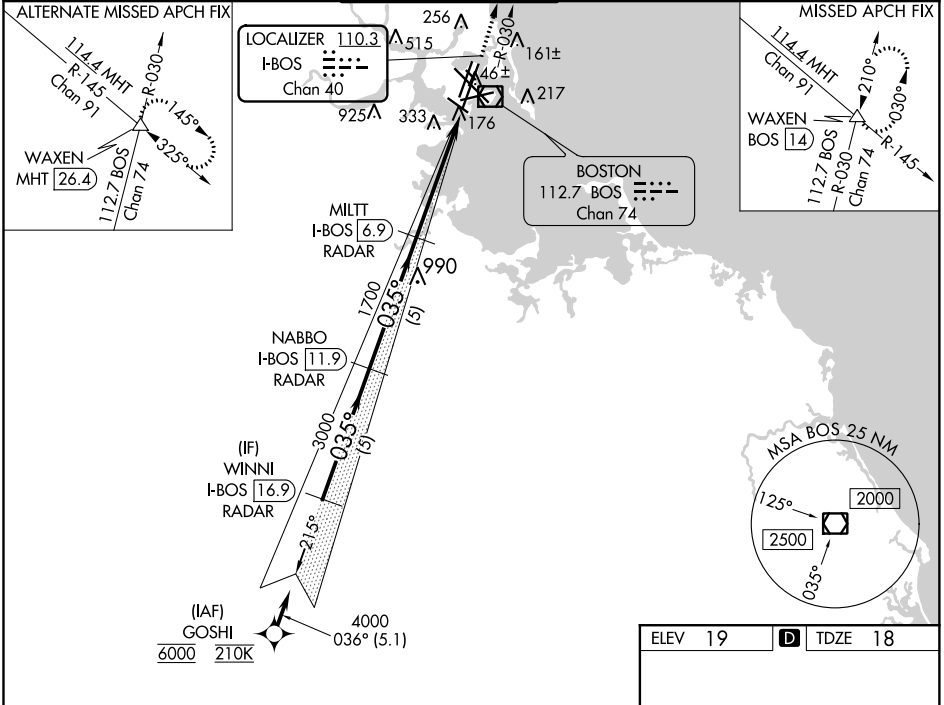 ALTERNATE MISSED APCH FIX
114.4 MHT
R-145
Chan 91
R-030
145°
325°
WAXEN
MHT 26.4
112.7 BOS
Chan 74
LOCALIZER 110.3
I-BOS
Chan 40
256
515
R-030
161±
46±
217
925
333
176
BOSTON
112.7 BOS
Chan 74
MISSED APCH FIX
114.4 MHT
Chan 91
210°
030°
WAXEN
BOS 14
R-145
112.7 BOS
R-030
Chan 74
MILTT
I-BOS 6.9
RADAR
990
1700
035°
(5)
NABBO
I-BOS 11.9
RADAR
3000
035°
(5)
(IF)
WINNI
I-BOS 16.9
RADAR
215°
(IAF)
GOSHI
6000 210K
4000
036° (5.1)
MSA BOS 25 NM
125°
2000
2500
035°
ELEV 19 D TDZE 18